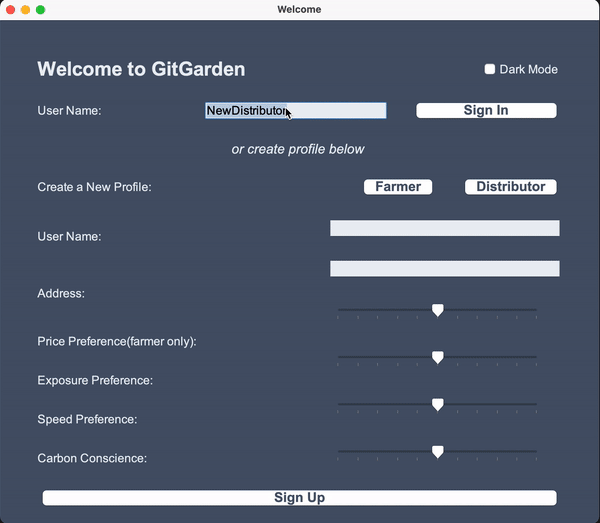 Welcome
Welcome to GitGarden
Dark Mode
User Name:
NewDistributor
Sign In
or create profile below
Create a New Profile:
Farmer
Distributor
User Name:
Address:
Price Preference(farmer only):
Exposure Preference:
Speed Preference:
Carbon Conscience:
Sign Up